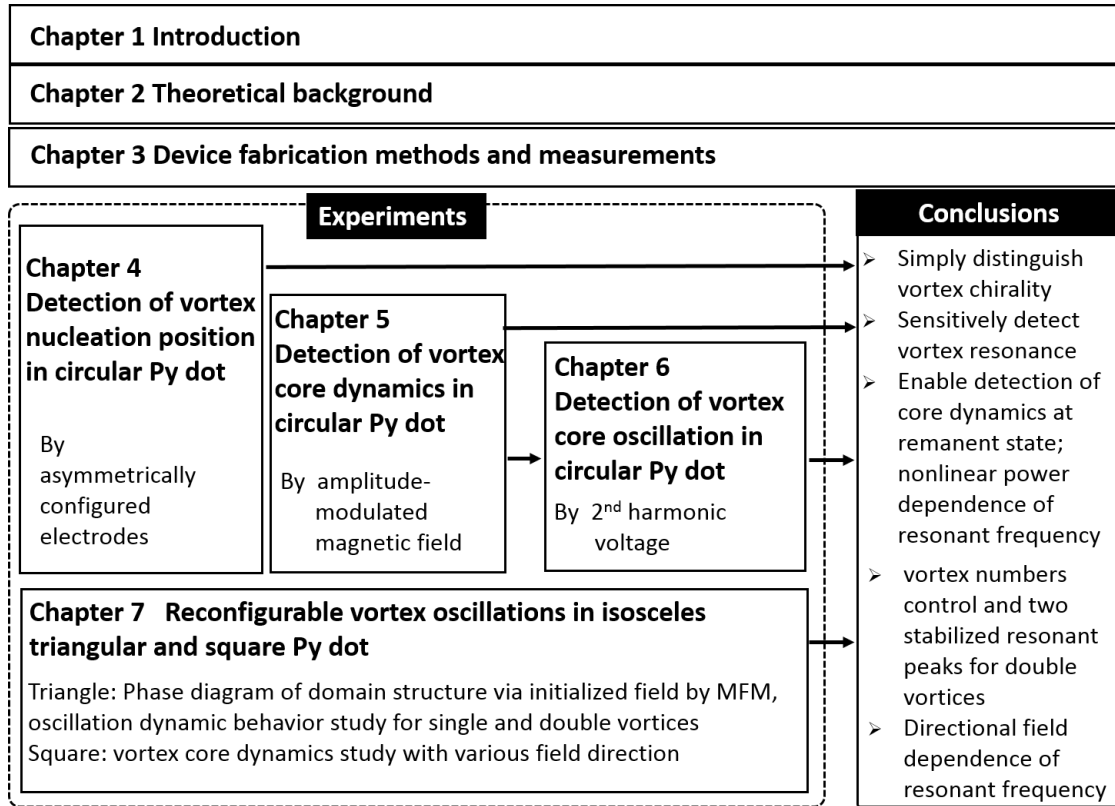 Chapter 1 Introduction
Chapter 2 Theoretical background
Chapter 3 Device fabrication methods and measurements
Experiments
Chapter 4
Detection of vortex
nucleation position
in circular Py dot
By
asymmetrically
configured
electrodes
Chapter 5
Detection of vortex
core dynamics in
circular Py dot
By amplitude-
modulated
magnetic field
Chapter 6
Detection of vortex
core oscillation in
circular Py dot
By 2nd harmonic
voltage
Chapter 7 Reconfigurable vortex oscillations in isosceles
triangular and square Py dot
Triangle: Phase diagram of domain structure via initialized field by MFM,
oscillation dynamic behavior study for single and double vortices
Square: vortex core dynamics study with various field direction
Conclusions
➢ Simply distinguish
vortex chirality
➢ Sensitively detect
vortex resonance
➢ Enable detection of
core dynamics at
remanent state;
nonlinear power
dependence of
resonant frequency
➢ vortex numbers
control and two
stabilized resonant
peaks for double
vortices
➢ Directional field
dependence of
resonant frequency